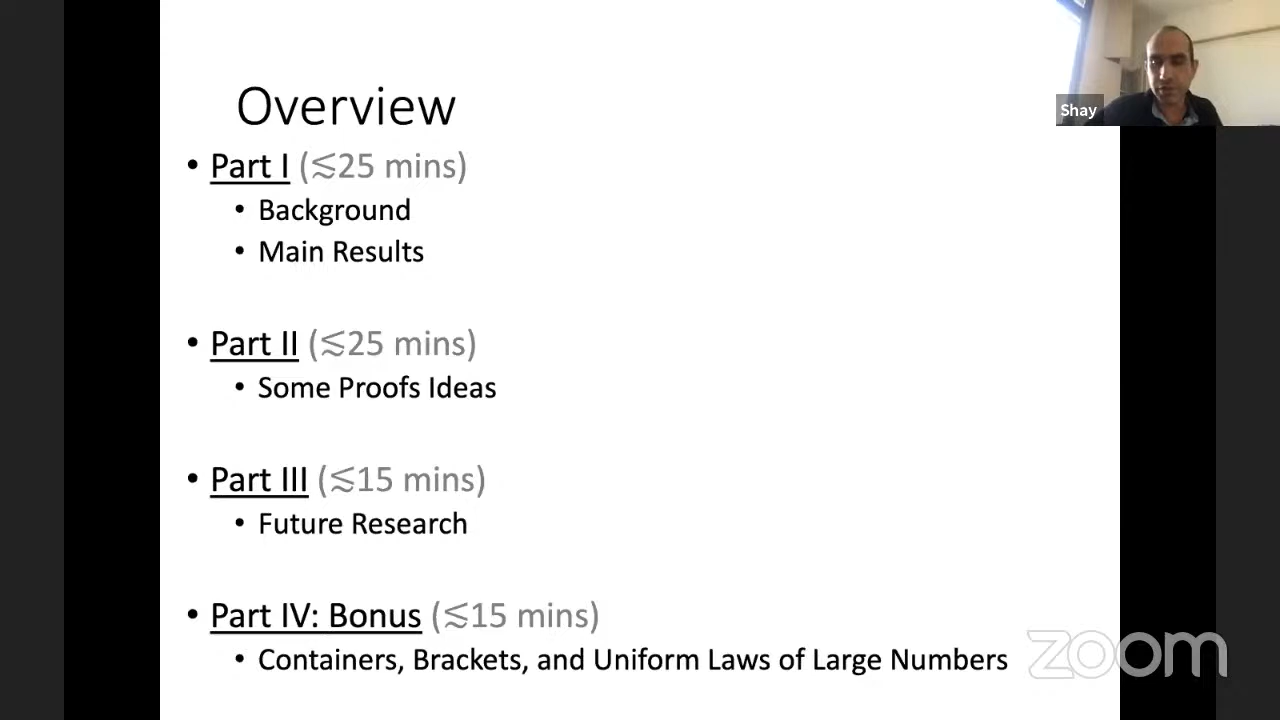 Overview
Shay
• Part I (≲25 mins)
• Background
• Main Results
• Part II (≲25 mins)
• Some Proofs Ideas
• Part III (≲15 mins)
• Future Research
• Part IV: Bonus (≲15 mins)
• Containers, Brackets, and Uniform Laws of Large Numbers
zoom